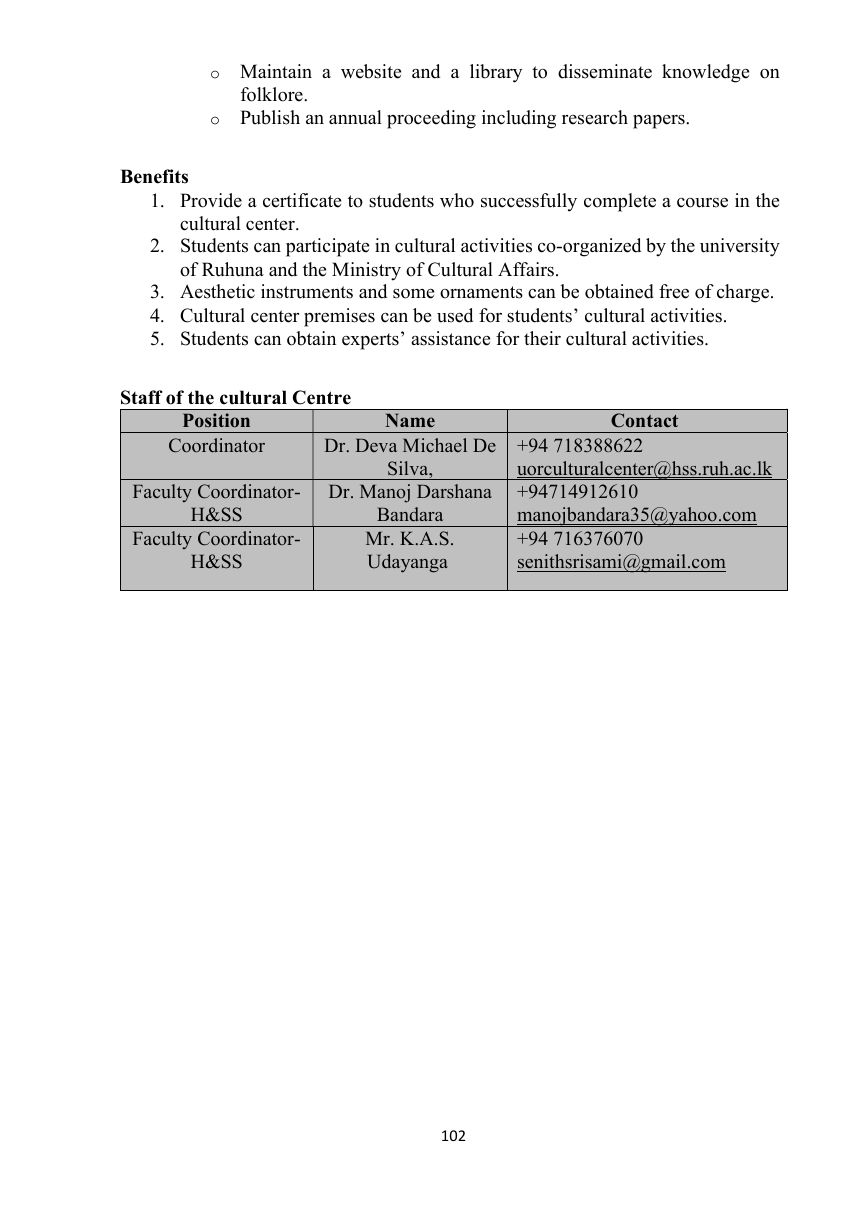 o Maintain a website and a library to disseminate knowledge on
folklore.
o Publish an annual proceeding including research papers.
Benefits
1. Provide a certificate to students who successfully complete a course in the
cultural center.
2. Students can participate in cultural activities co-organized by the university
of Ruhuna and the Ministry of Cultural Affairs.
3. Aesthetic instruments and some ornaments can be obtained free of charge.
4. Cultural center premises can be used for students’ cultural activities.
5. Students can obtain experts’ assistance for their cultural activities.
Staff of the cultural Centre
Position Name Contact
Coordinator Dr. Deva Michael De +94 718388622
Silva, uorculturalcenter@hss.ruh.ac.lk
Faculty Coordinator- Dr. Manoj Darshana +94714912610
H&SS Bandara manojbandara35@yahoo.com
Faculty Coordinator- Mr. K.A.S. +94 716376070
H&SS Udayanga senithsrisami@gmail.com
102